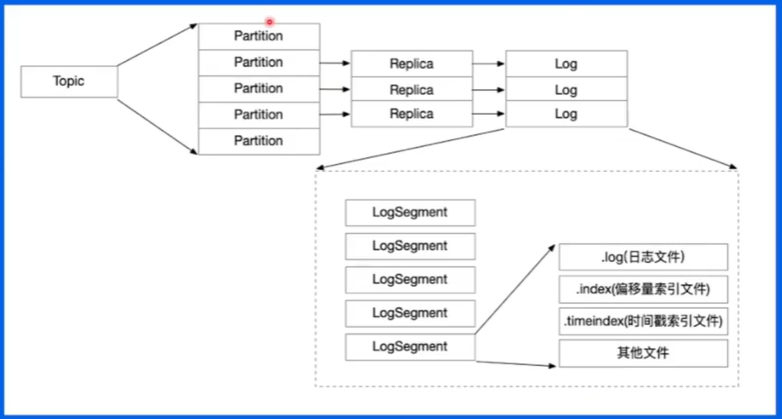 Topic
Partition
Partition
Partition
Partition
Partition
Replica
Replica
Replica
Log
Log
Log
LogSegment
LogSegment
LogSegment
LogSegment
LogSegment
.log(日志文件)
.index(偏移量索引文件)
.timeindex(时间戳索引文件)
其他文件